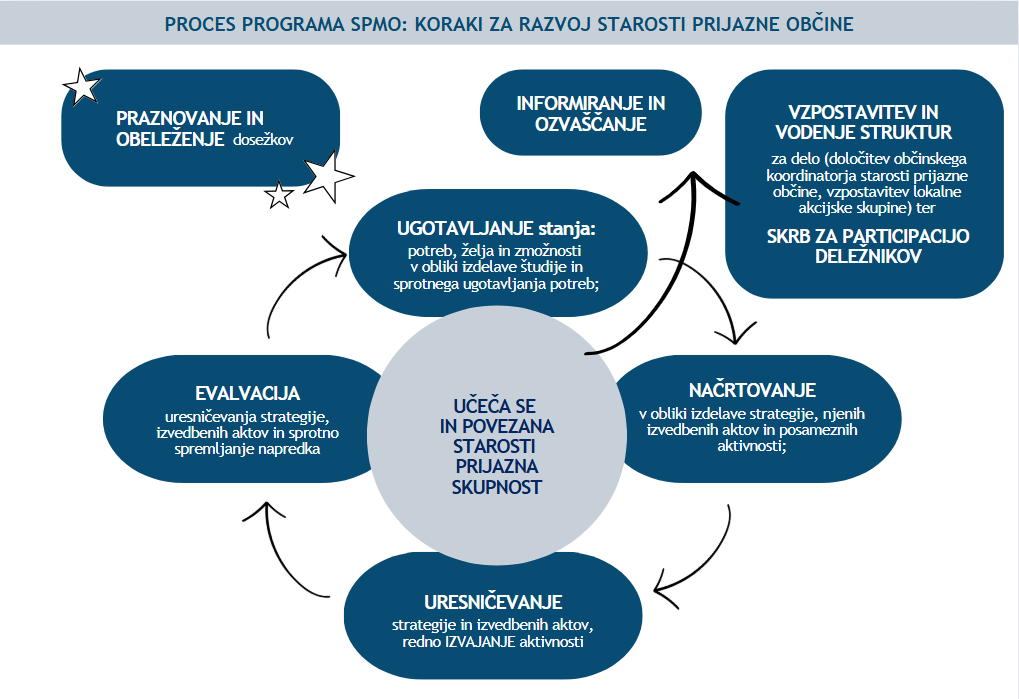 PROCES PROGRAMA SPMO: KORAKI ZA RAZVOJ STAROSTI PRIJAZNE OBČINE
PRAZNOVANJE IN
OBELEŽENJE dosežkov
INFORMIRANJE IN
OZVAŠČANJE
VZPOSTAVITEV IN
VODENJE STRUKTUR
za delo (določitev občinskega
koordinatorja starosti prijazne
občine, vzpostavitev lokalne
akcijske skupine) ter
SKRB ZA PARTICIPACIJO
DELEŽNIKOV
UGOTAVLJANJE stanja:
potreb, želja in zmožnosti
v obliki izdelave študije in
sprotnega ugotavljanja potreb;
EVALVACIJA
uresničevanja strategije,
izvedbenih aktov in sprotno
spremljanje napredka
UČEČA SE
IN POVEZANA
STAROSTI
PRIJAZNA
SKUPNOST
NAČRTOVANJE
v obliki izdelave strategije, njenih
izvedbenih aktov in posameznih
aktivnosti;
URESNIČEVANJE
strategije in izvedbenih aktov,
redno IZVAJANJE aktivnosti